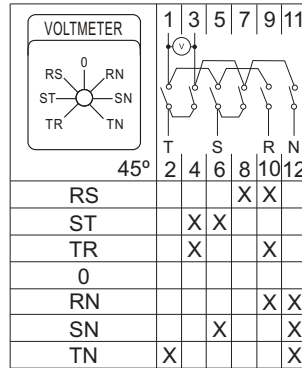 VOLTMETER 1 3 5 7 9 11
0
RS RN
V
ST SN
TR TN
T S R N
45º 2 4 6 8 10 12
RS X X
ST X X
TR X X
0
RN X X
SN X X
TN X X